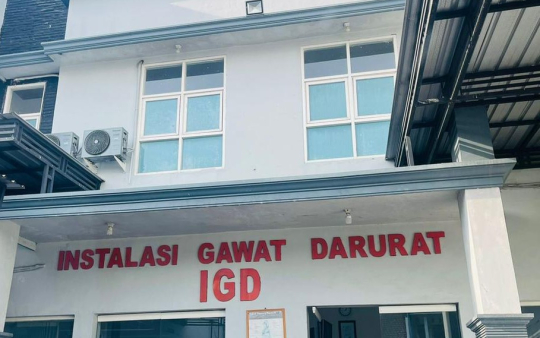 INSTALASI GAWAT DARURAT
IGD